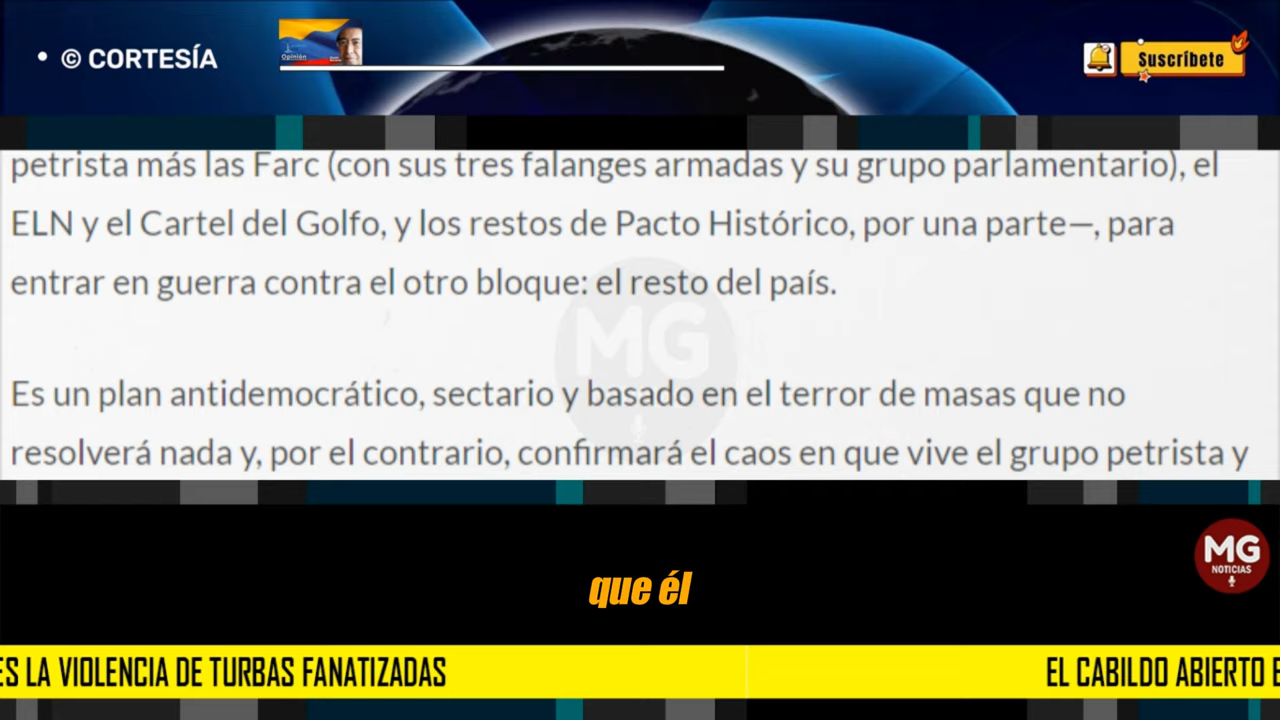 • © CORTESÍA
Opinión
Suscríbete
petrista más las Farc (con sus tres falanges armadas y su grupo parlamentario), el
ELN y el Cartel del Golfo, y los restos de Pacto Histórico, por una parte—, para
entrar en guerra contra el otro bloque: el resto del país.
MG
Es un plan antidemocrático, sectario y basado en el terror de masas que no
resolverá nada y, por el contrario, confirmará el caos en que vive el grupo petrista y
MG
NOTICIAS
que él
ES LA VIOLENCIA DE TURBAS FANATIZADAS
EL CABILDO ABIERTO E